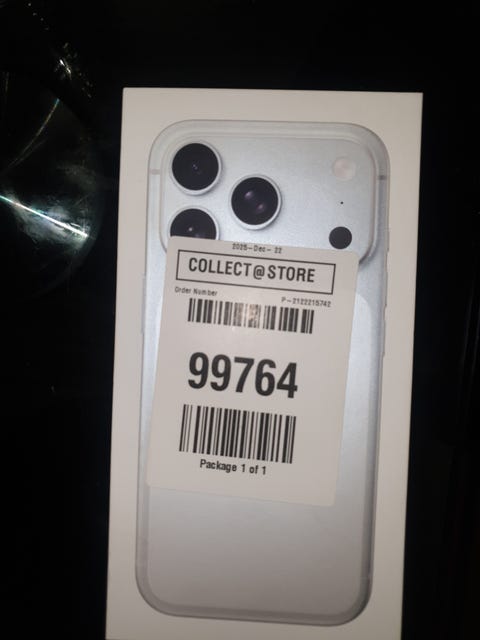 2025-Dec-22
COLLECT@STORE
Order Number
P-2122215742
99764
Package 1 of 1